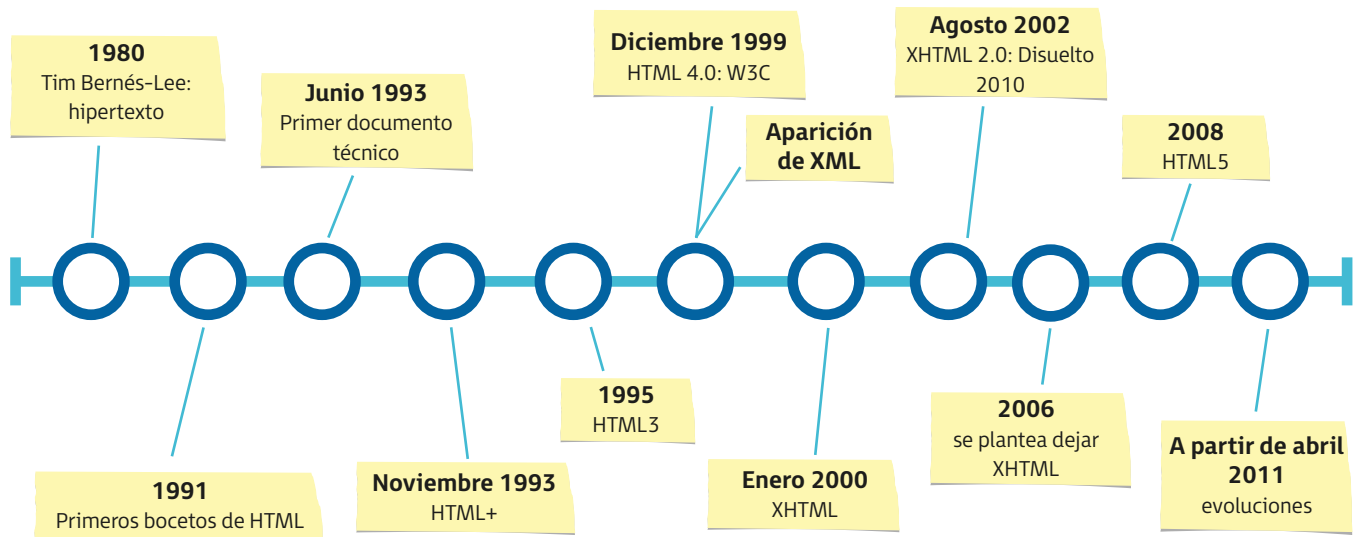 1980
Tim Bernés-Lee:
hipertexto
1991
Primeros bocetos de HTML
Junio 1993
Primer documento
técnico
Noviembre 1993
HTML+
1995
HTML3
Diciembre 1999
HTML 4.0: W3C
Aparición
de XML
Enero 2000
XHTML
Agosto 2002
XHTML 2.0: Disuelto
2010
2006
se plantea dejar
XHTML
2008
HTML5
A partir de abril
2011
evoluciones